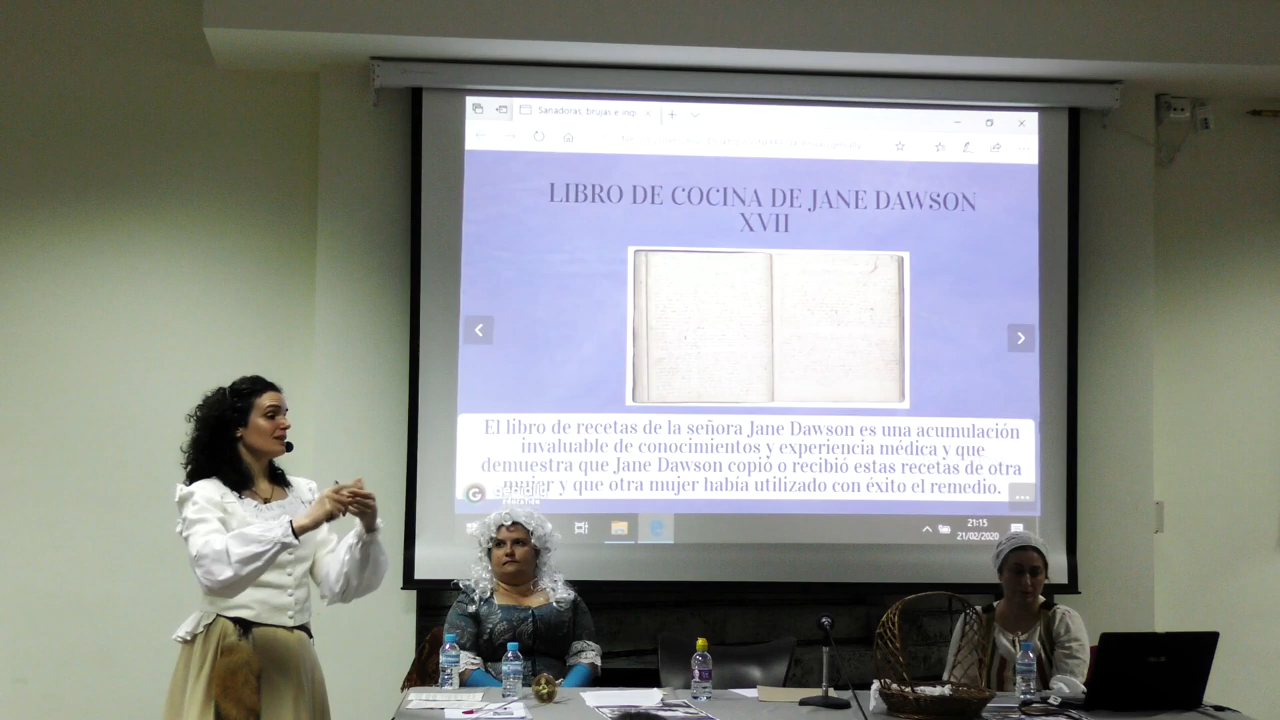 Sanadoras, brujas e inqu
LIBRO DE COCINA DE JANE DAWSON
XVII
El libro de recetas de la señora Jane Dawson es una acumulación
invaluable de conocimientos y experiencia médica y que
demuestra que Jane Dawson copió o recibió estas recetas de otra
mujer y que otra mujer había utilizado con éxito el remedio.
genially
21:15
21/02/2020